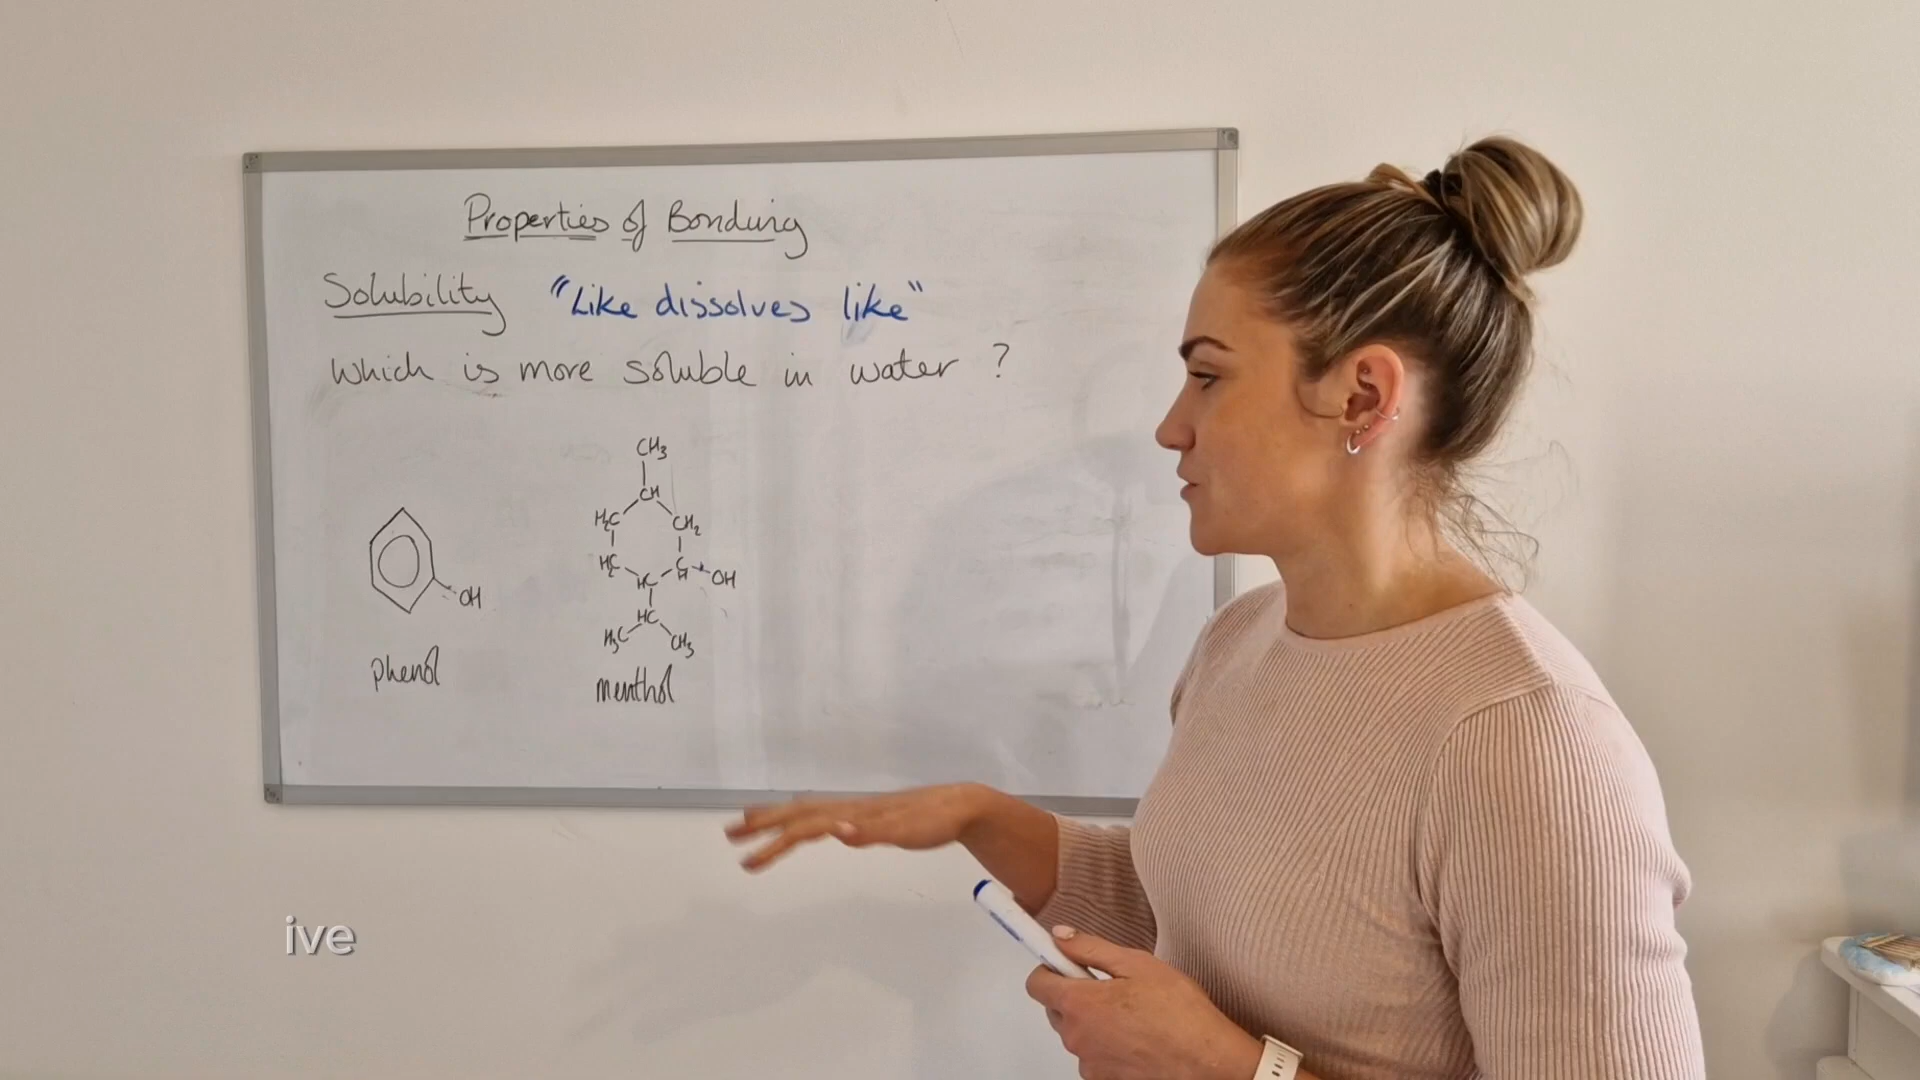 Properties of Bonding
Solubility "Like dissolves like"
Which is more soluble in water ?
CH3
CH
H2C CH2
H2C CH OH
HC
HC
H3C CH3
OH
phenol
menthol
ive